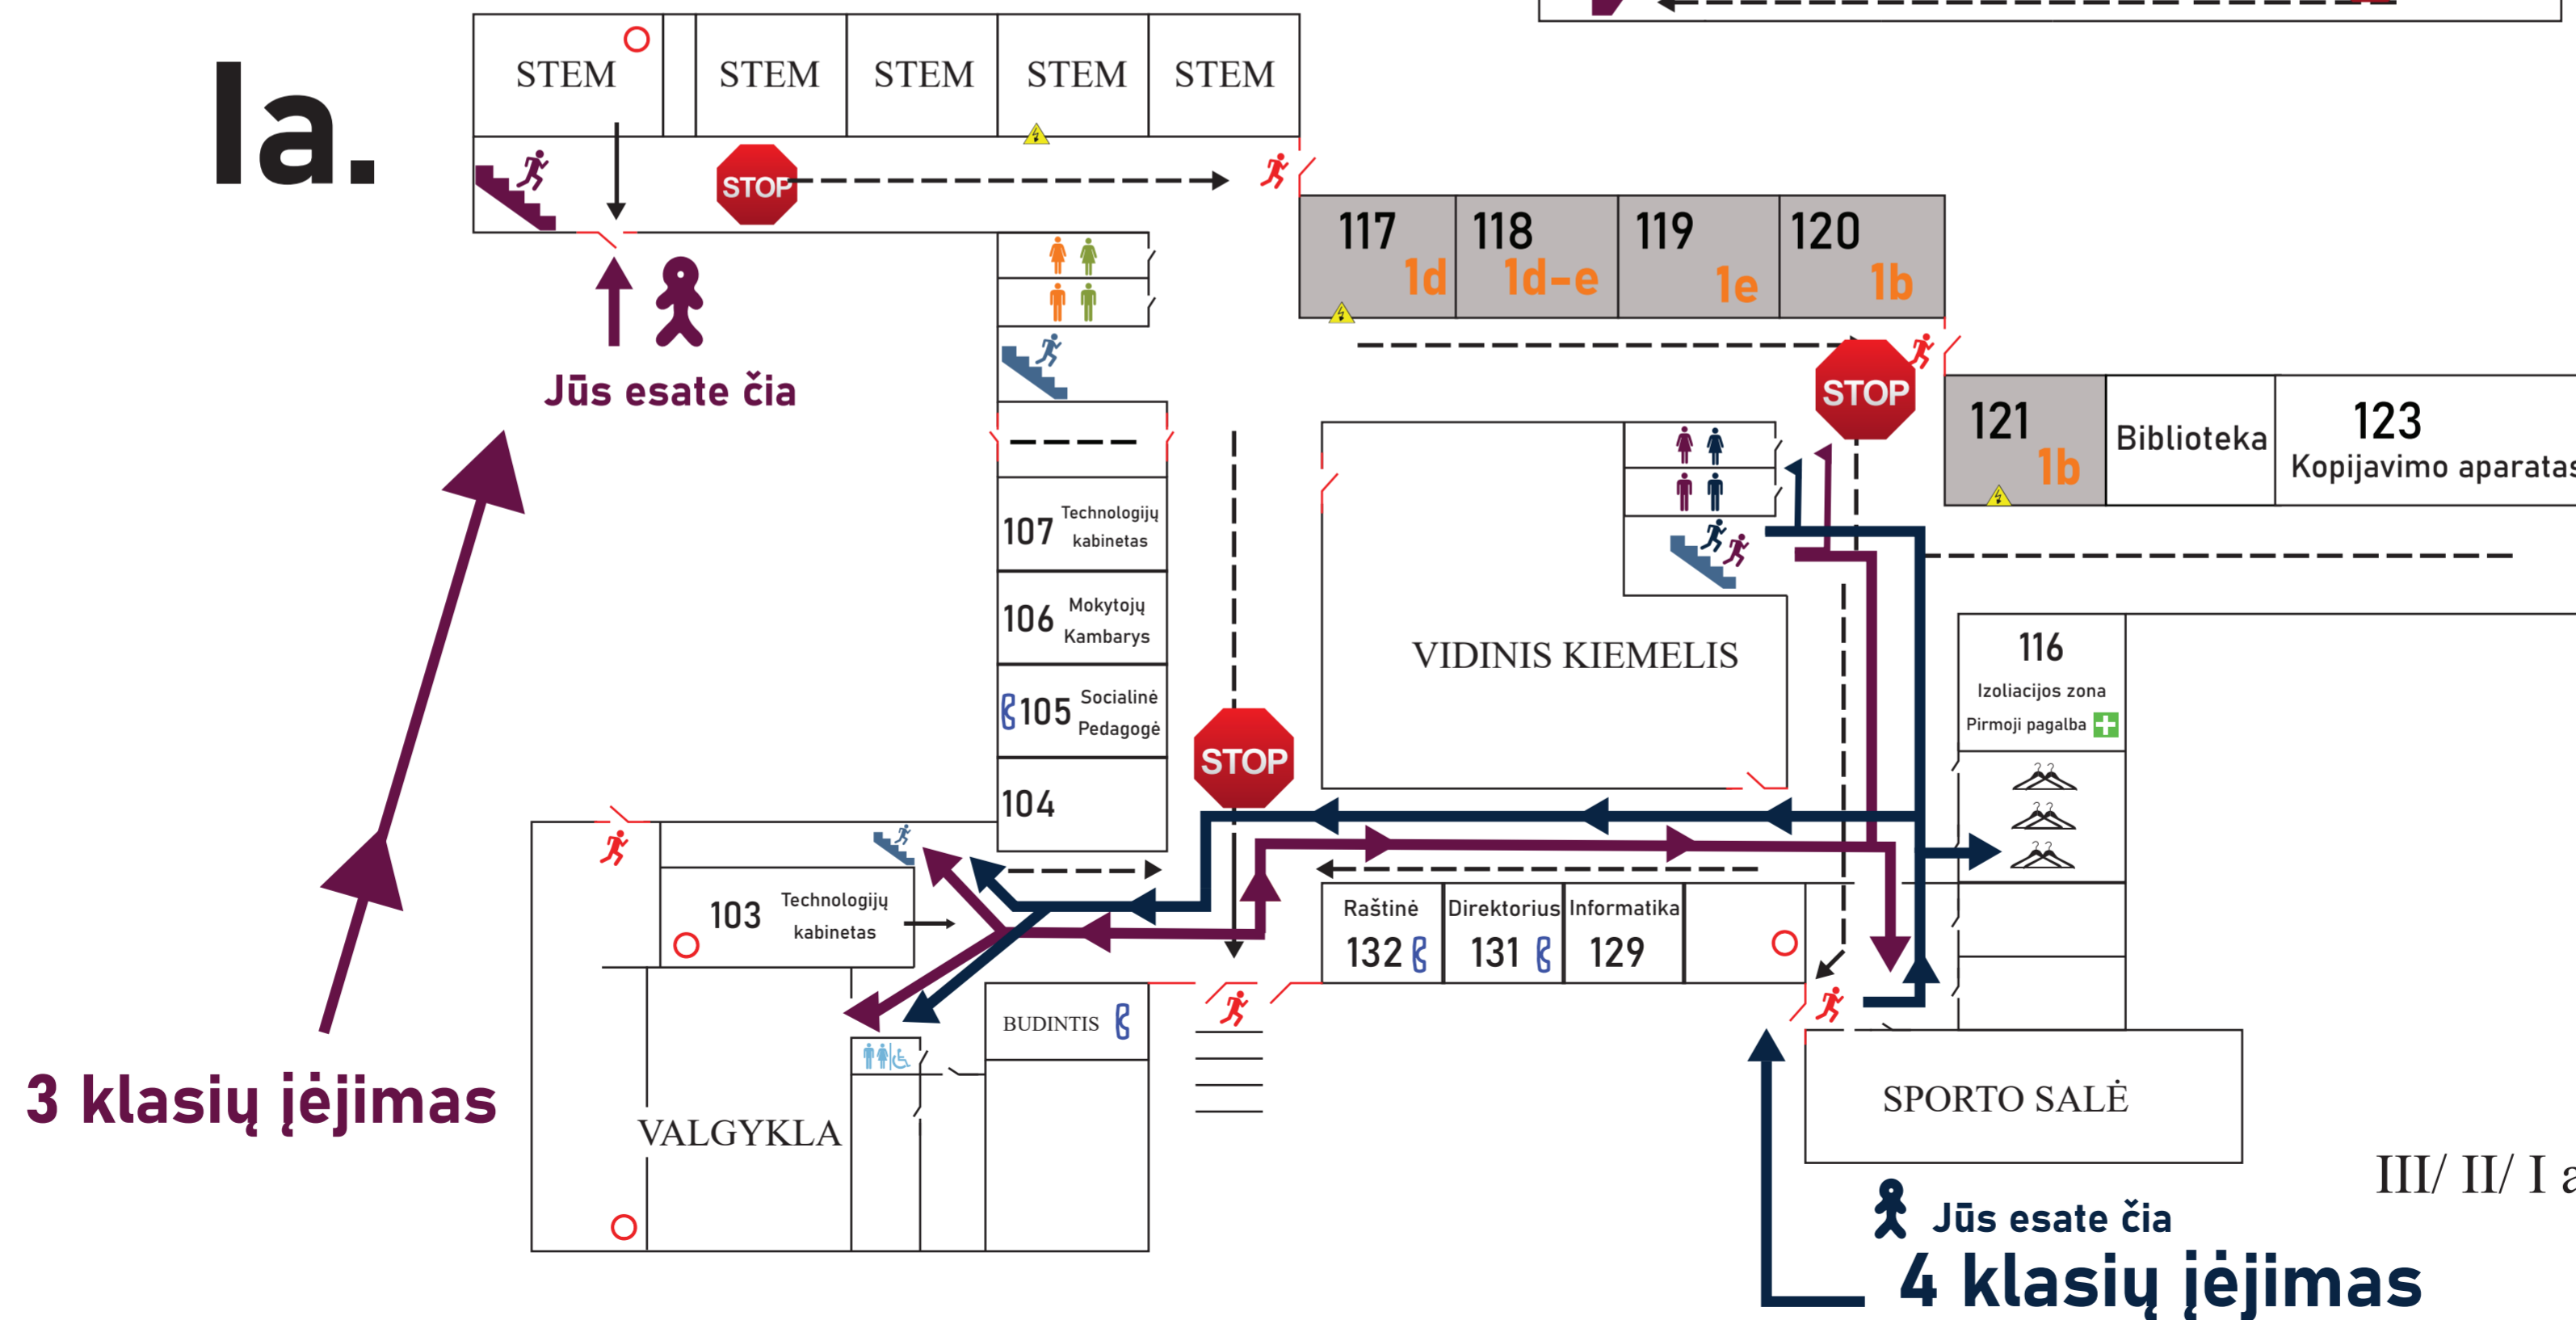 Ia.
STEM
STEM
STEM
STEM
STEM
STOP
117
1d
118
1d-e
119
1e
120
1b
Jūs esate čia
STOP
121
1b
Biblioteka
123
Kopijavimo aparatas
107 Technologijų
kabinetas
106 Mokytojų
Kambarys
105 Socialinė
Pedagogė
104
STOP
VIDINIS KIEMELIS
116
Izoliacijos zona
Pirmoji pagalba
103 Technologijų
kabinetas
Raštinė
132
Direktorius
131
Informatika
129
BUDINTIS
3 klasių įėjimas
VALGYKLA
SPORTO SALĖ
III/ II/ I a
Jūs esate čia
4 klasių įėjimas